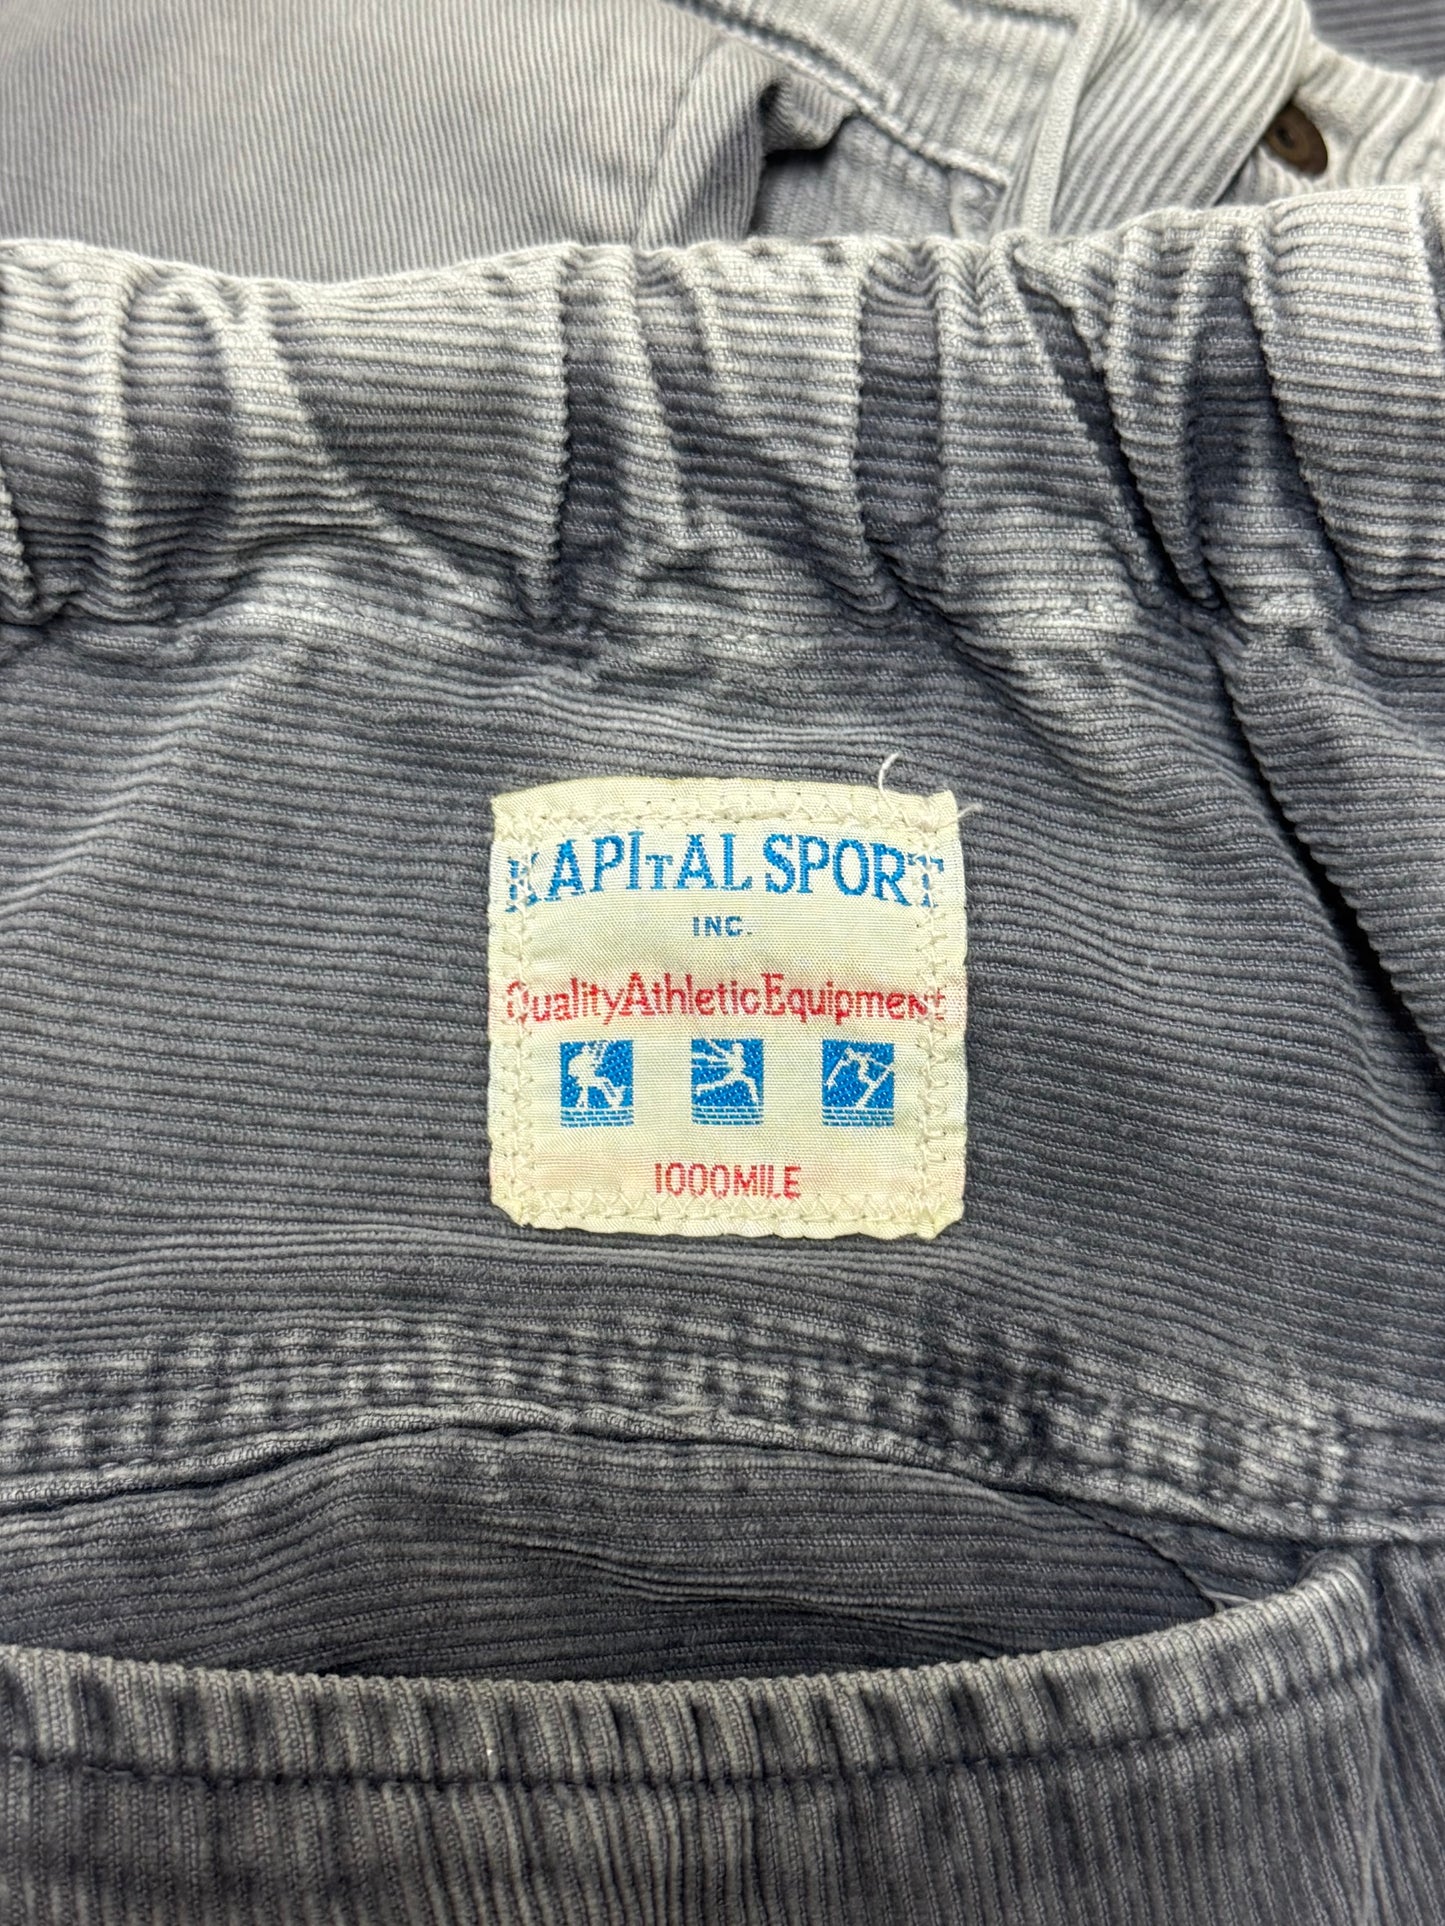 KAPITAL SPORT
INC.
QualityAthleticEquipment
1000MILE